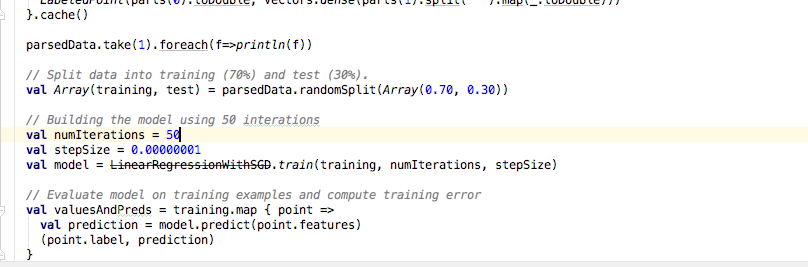 LabeledPoint(parts(0).toDouble, Vectors.dense(parts(1).split(' ').map(_.toDouble)))
}.cache()
parsedData.take(1).foreach(f=>println(f))
// Split data into training (70%) and test (30%).
val Array(training, test) = parsedData.randomSplit(Array(0.70, 0.30))
// Building the model using 50 interations
val numIterations = 50
val stepSize = 0.00000001
val model = LinearRegressionWithSGD.train(training, numIterations, stepSize)
// Evaluate model on training examples and compute training error
val valuesAndPreds = training.map { point =>
val prediction = model.predict(point.features)
(point.label, prediction)
}